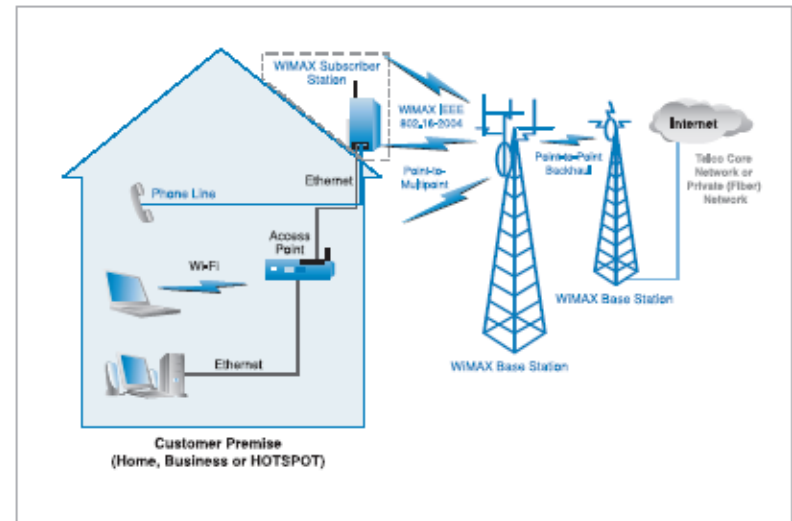 WiMAX Subscriber
Station
WiMAX IEEE
802.16-2004
Internet
Telco Core
Network or
Private (Fiber)
Network
Point-to-Point
Backhaul
Point-to-
Multipoint
Ethernet
Phone Line
Access
Point
Wi-Fi
WiMAX Base Station
Ethernet
WiMAX Base Station
Customer Premise
(Home, Business or HOTSPOT)